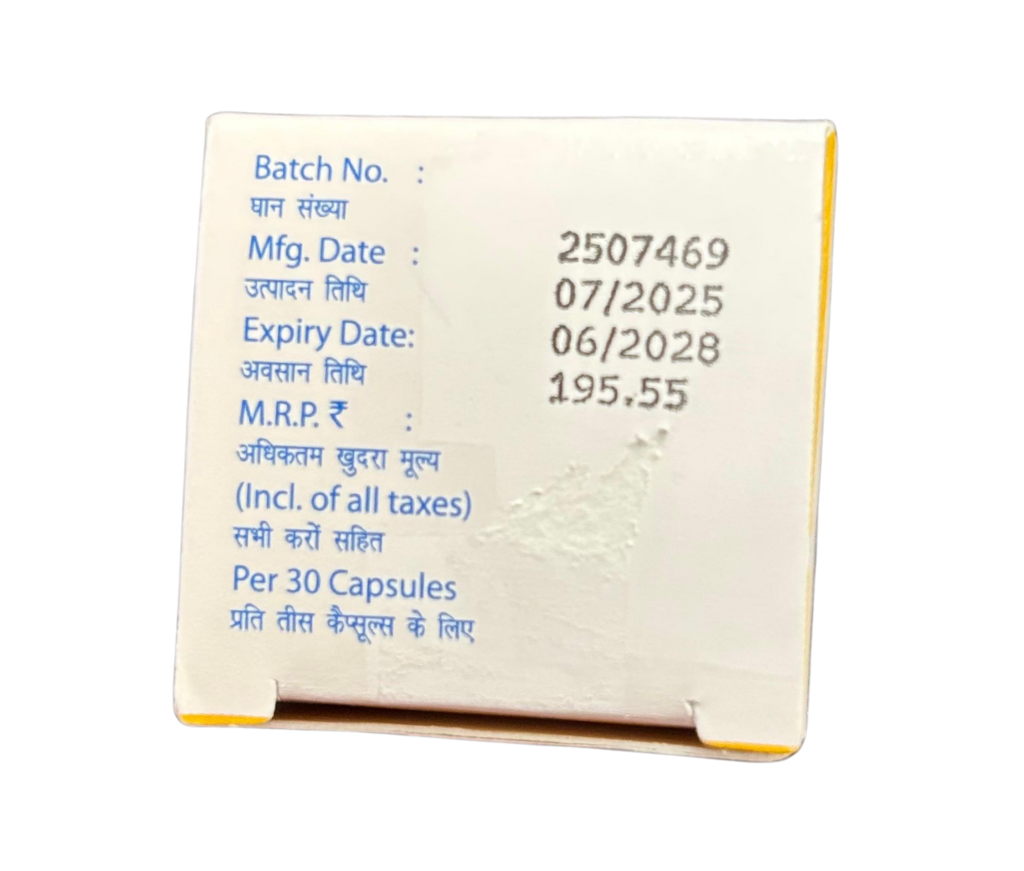 Batch No. :
घान संख्या
Mfg. Date : 2507469
उत्पादन तिथि 07/2025
Expiry Date: 06/2028
अवसान तिथि 195.55
M.R.P. ₹ :
अधिकतम खुदरा मूल्य
(Incl. of all taxes)
सभी करों सहित
Per 30 Capsules
प्रति तीस कैप्सूल्स के लिए